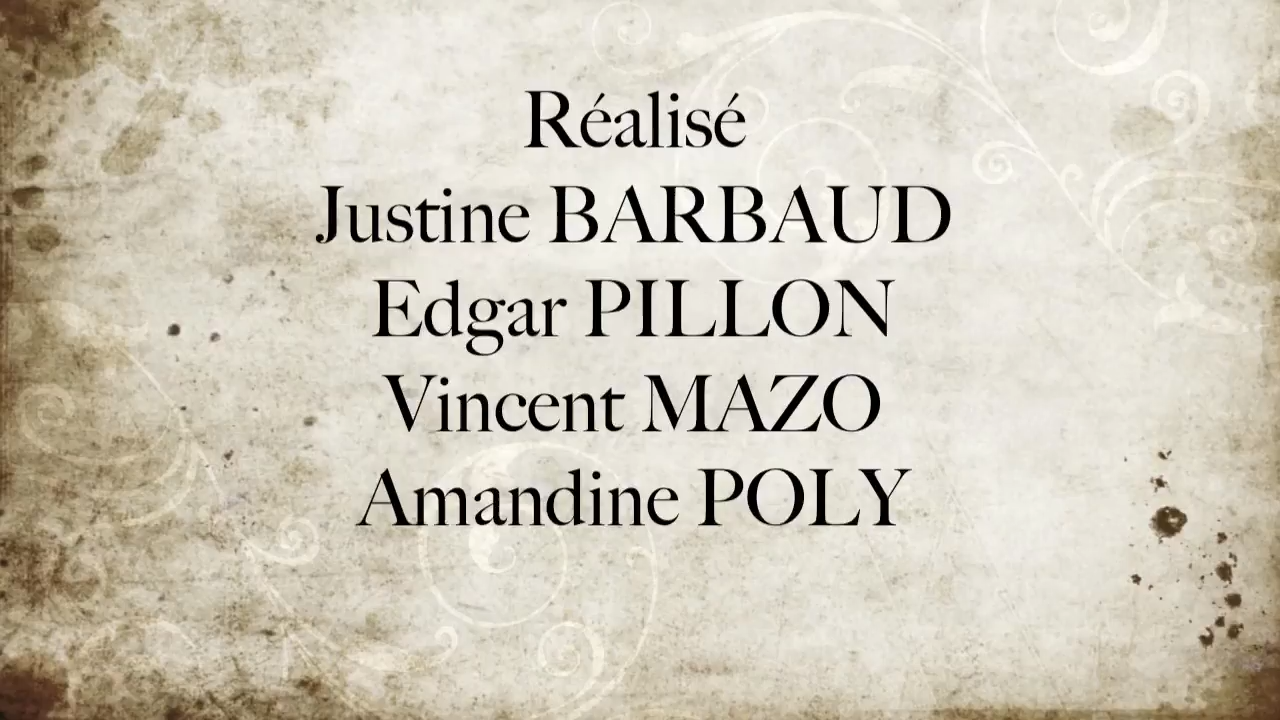 Réalisé
Justine BARBAUD
Edgar PILLON
Vincent MAZO
Amandine POLY